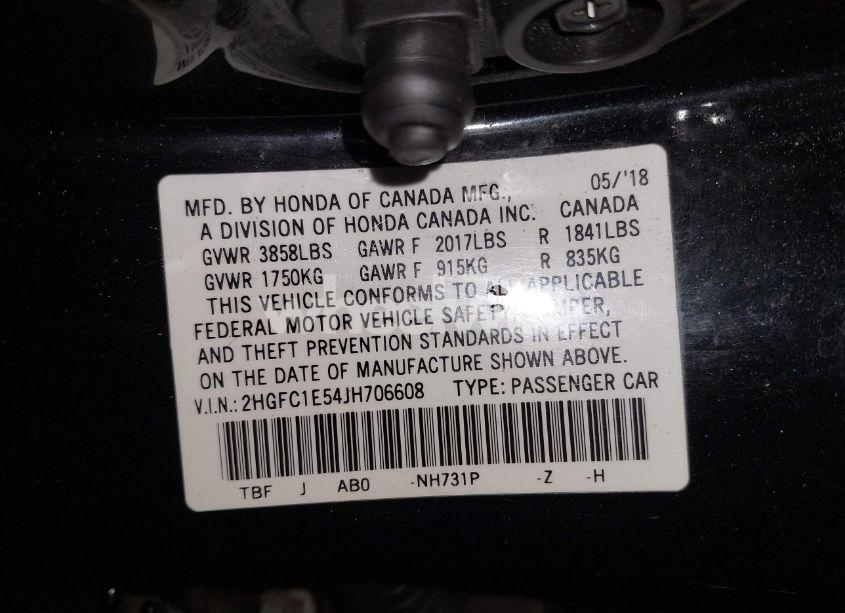 MFD. BY HONDA OF CANADA MFG., 05/'18
A DIVISION OF HONDA CANADA INC. CANADA
GVWR 3858LBS GAWR F 2017LBS R 1841LBS
GVWR 1750KG GAWR F 915KG R 835KG
THIS VEHICLE CONFORMS TO ALL APPLICABLE
FEDERAL MOTOR VEHICLE SAFETY,
AND THEFT PREVENTION STANDARDS IN EFFECT
ON THE DATE OF MANUFACTURE SHOWN ABOVE.
V.I.N.: 2HGFC1E54JH706608 TYPE: PASSENGER CAR
TBF J AB0 -NH731P -Z -H